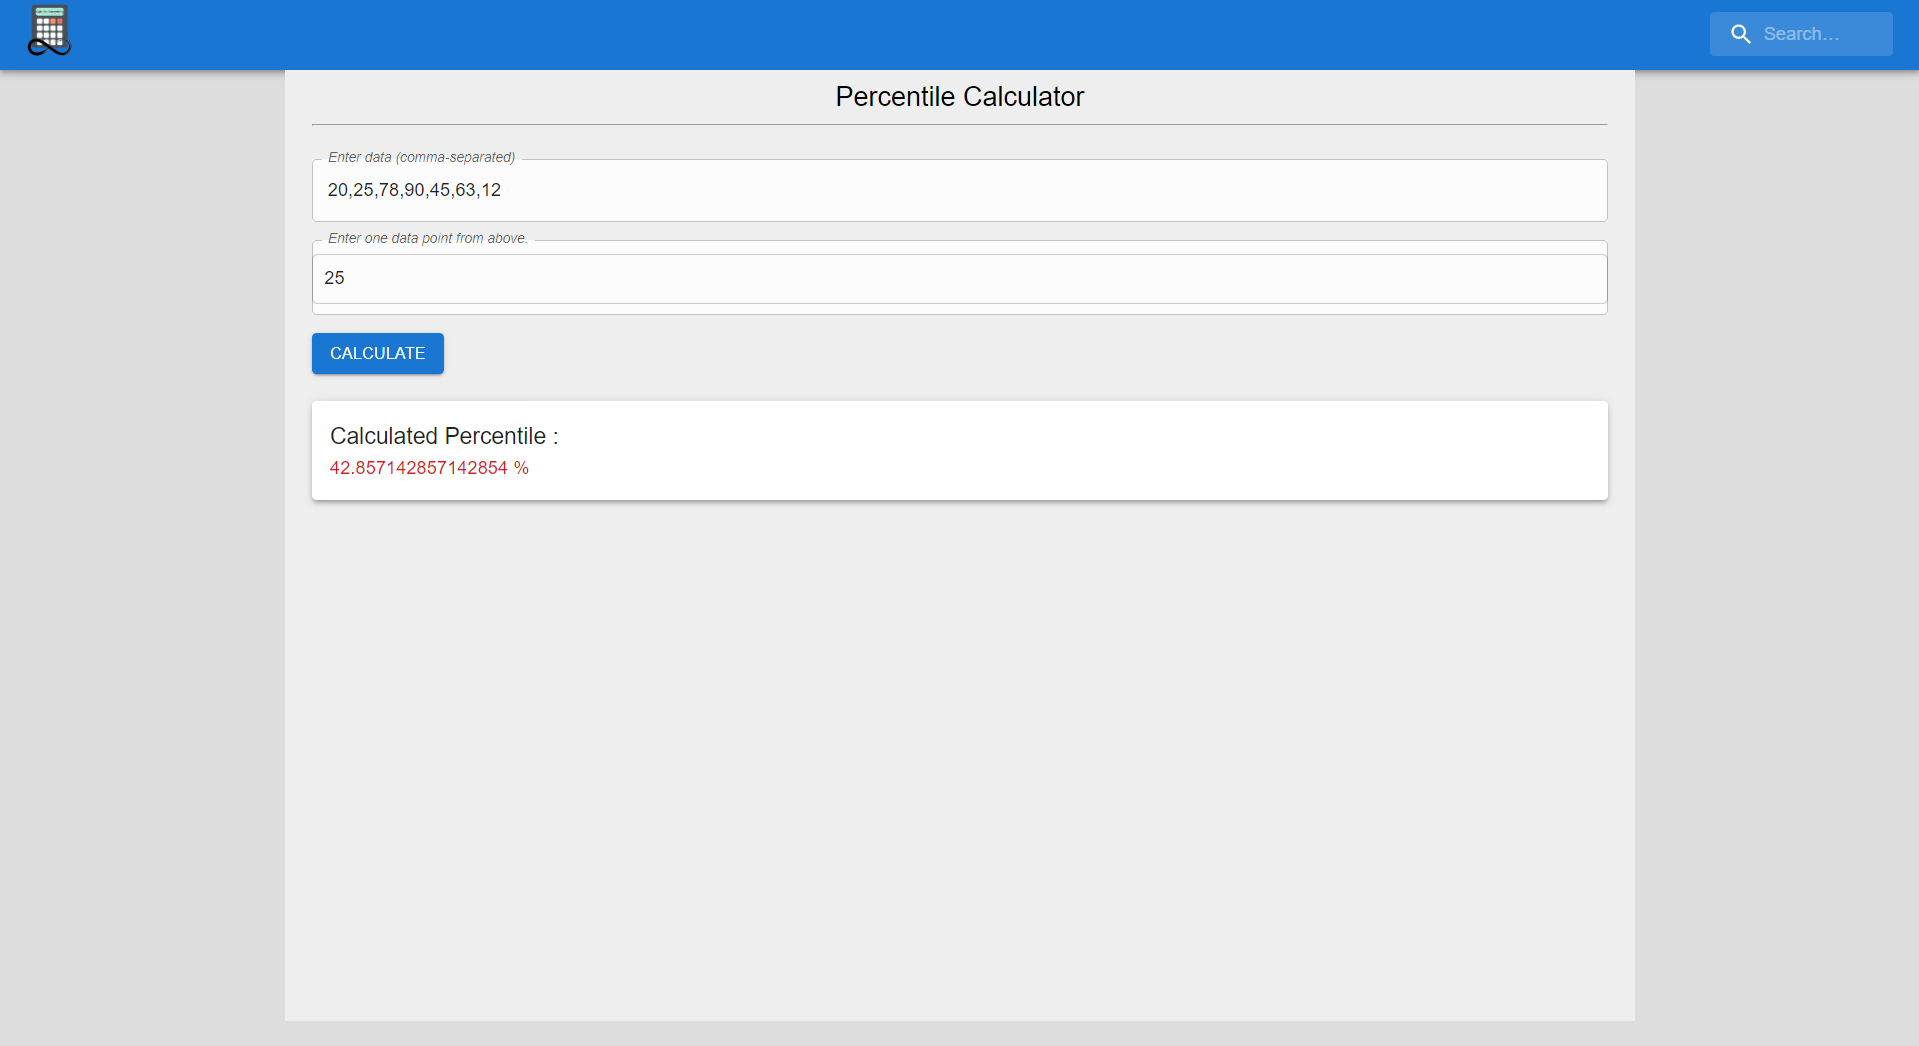 Search...
Percentile Calculator
Enter data (comma-separated)
20,25,78,90,45,63,12
Enter one data point from above.
25
CALCULATE
Calculated Percentile :
42.857142857142854 %